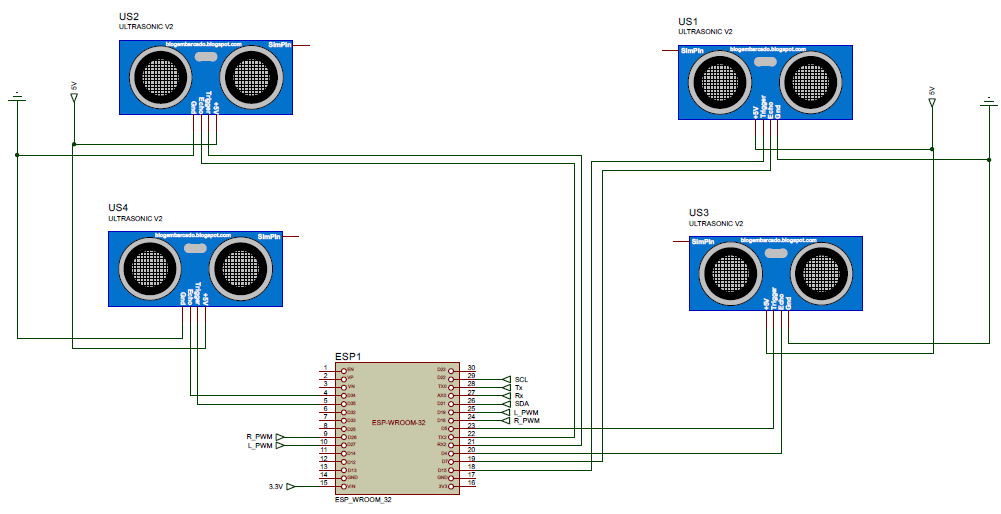 US2
ULTRASONIC V2
blogembarcado.blogspot.com
SimPin
Gnd
Echo
Trigger
+5V
5V
US1
ULTRASONIC V2
SimPin
blogembarcado.blogspot.com
+5V
Trigger
Echo
Gnd
5V
US4
ULTRASONIC V2
blogembarcado.blogspot.com
SimPin
Gnd
Echo
Trigger
+5V
US3
ULTRASONIC V2
SimPin
blogembarcado.blogspot.com
+5V
Trigger
Echo
Gnd
ESP1
1 EN
2 VP
3 VN
4 D34
5 D35
6 D32
7 D33
8 D25
R_PWM 9 D26
L_PWM 10 D27
11 D14
12 D12
13 D13
14 GND
3.3V 15 VIN
ESP-WROOM-32
D23 30
D22 29 SCL
TX0 28 Tx
27 Rx
D21 26 SDA
25 L_PWM
24 R_PWM
23
TX2 22
RX2 21
D4 20
19
18
GND 17
3V3 16
ESP_WROOM_32